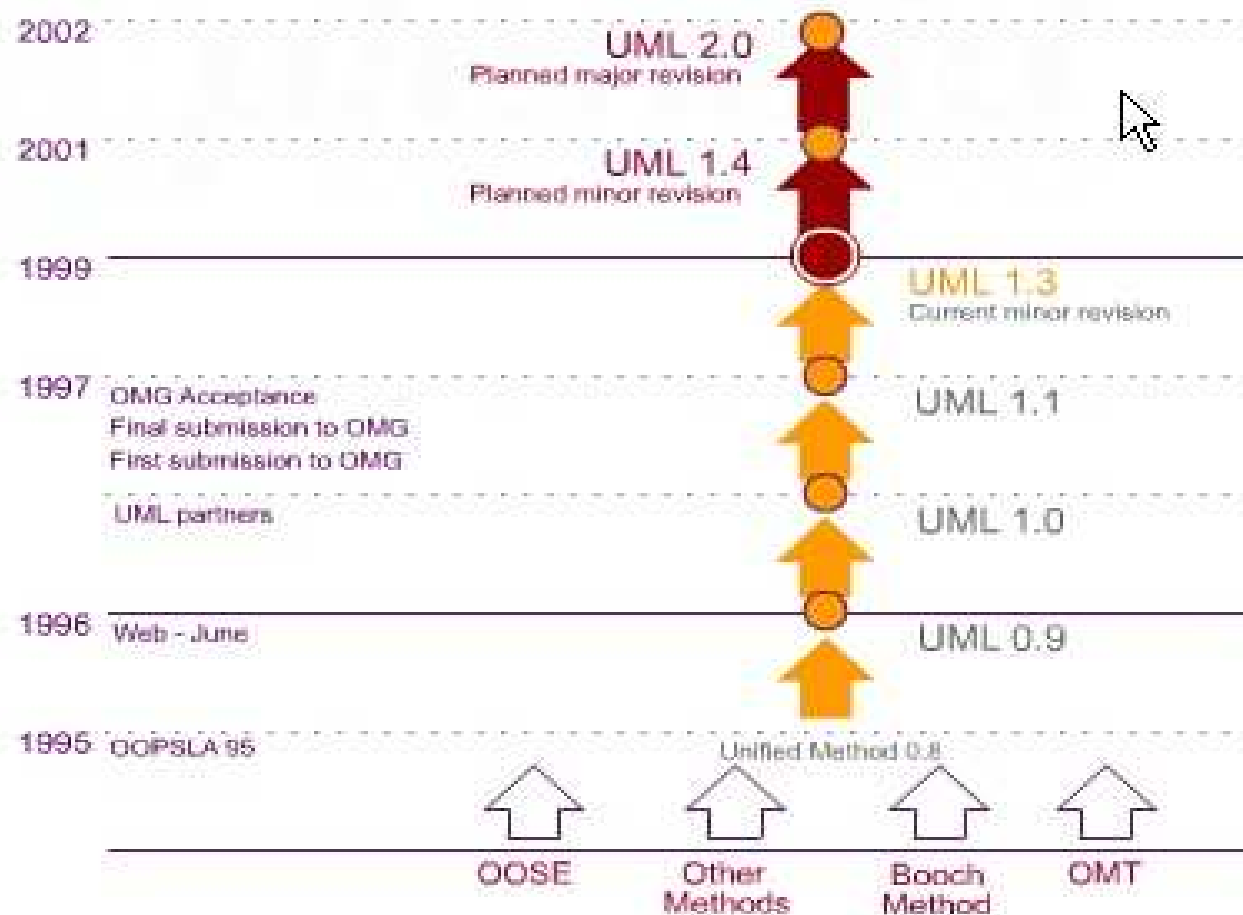 2002
UML 2.0
Planned major revision
2001
UML 1.4
Planned minor revision
1999
UML 1.3
Current minor revision
1997
OMG Acceptance
Final submission to OMG
First submission to OMG
UML 1.1
UML partners
UML 1.0
1996
Web - June
UML 0.9
1995
OOPSLA 95
Unified Method 0.8
OOSE
Other
Methods
Booch
Method
OMT